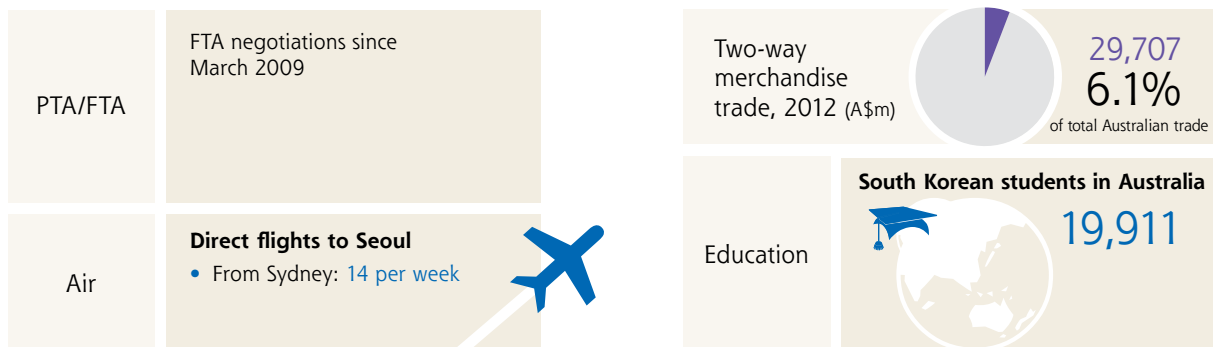 PTA/FTA
FTA negotiations since
March 2009
Air
Direct flights to Seoul
• From Sydney: 14 per week
Two-way
merchandise
trade, 2012 (A$m)
29,707
6.1%
of total Australian trade
Education
South Korean students in Australia
19,911